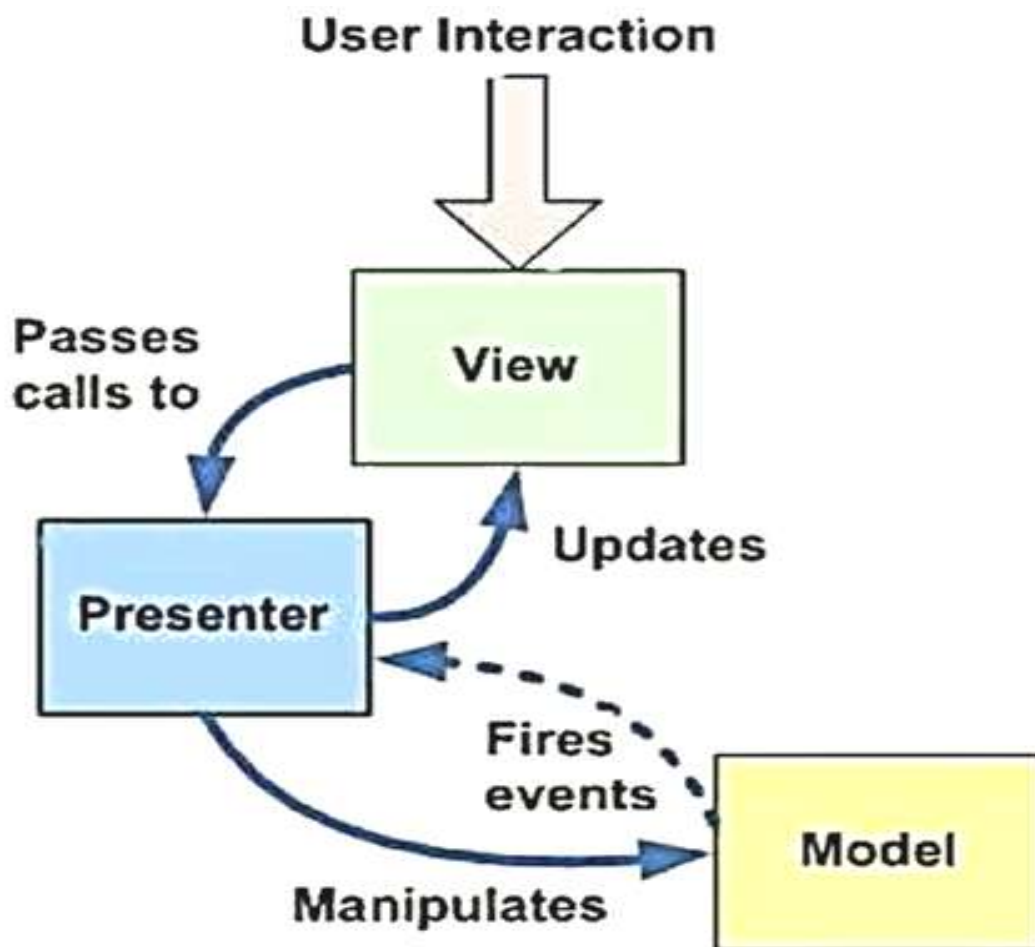 User Interaction
View
Passes
calls to
Updates
Presenter
Fires
events
Model
Manipulates